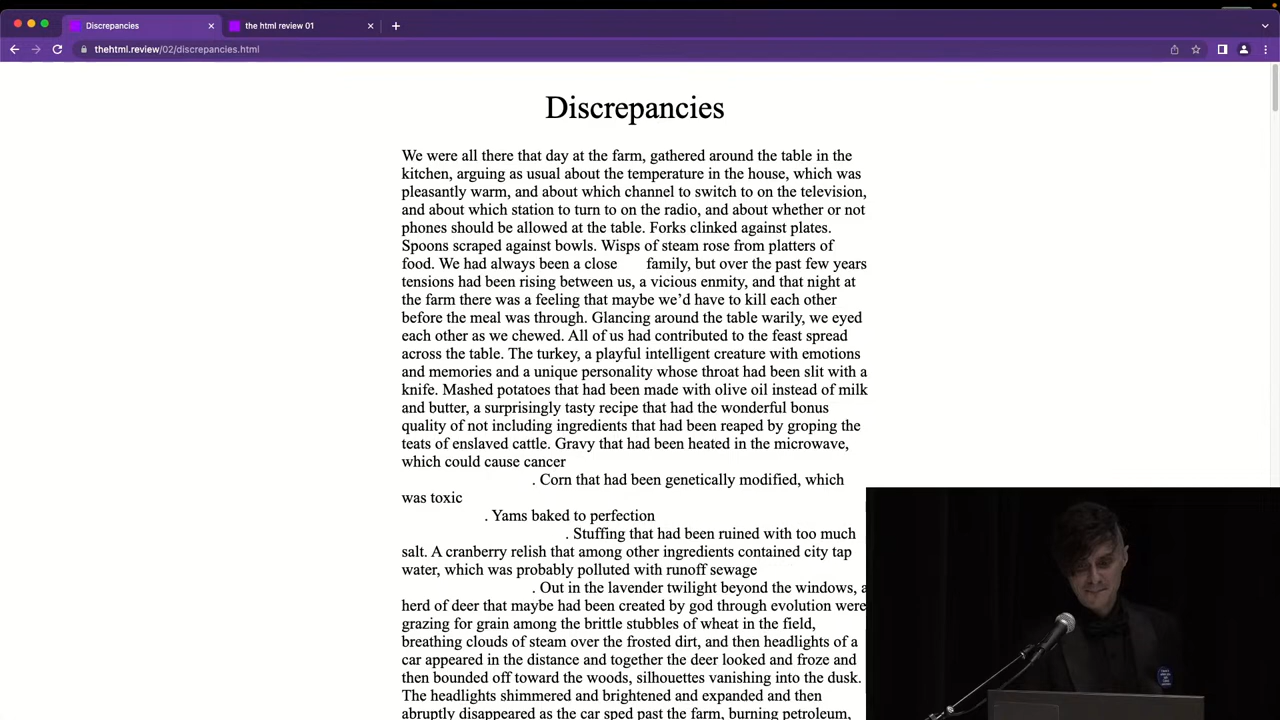 Discrepancies
the html review 01
thehtml.review/02/discrepancies.html
Discrepancies
We were all there that day at the farm, gathered around the table in the
kitchen, arguing as usual about the temperature in the house, which was
pleasantly warm, and about which channel to switch to on the television,
and about which station to turn to on the radio, and about whether or not
phones should be allowed at the table. Forks clinked against plates.
Spoons scraped against bowls. Wisps of steam rose from platters of
food. We had always been a close family, but over the past few years
tensions had been rising between us, a vicious enmity, and that night at
the farm there was a feeling that maybe we’d have to kill each other
before the meal was through. Glancing around the table warily, we eyed
each other as we chewed. All of us had contributed to the feast spread
across the table. The turkey, a playful intelligent creature with emotions
and memories and a unique personality whose throat had been slit with a
knife. Mashed potatoes that had been made with olive oil instead of milk
and butter, a surprisingly tasty recipe that had the wonderful bonus
quality of not including ingredients that had been reaped by groping the
teats of enslaved cattle. Gravy that had been heated in the microwave,
which could cause cancer
. Corn that had been genetically modified, which
was toxic
. Yams baked to perfection
. Stuffing that had been ruined with too much
salt. A cranberry relish that among other ingredients contained city tap
water, which was probably polluted with runoff sewage
. Out in the lavender twilight beyond the windows, a
herd of deer that maybe had been created by god through evolution were
grazing for grain among the brittle stubbles of wheat in the field,
breathing clouds of steam over the frosted dirt, and then headlights of a
car appeared in the distance and together the deer looked and froze and
then bounded off toward the woods, silhouettes vanishing into the dusk.
The headlights shimmered and brightened and expanded and then
abruptly disappeared as the car sped past the farm, burning petroleum,